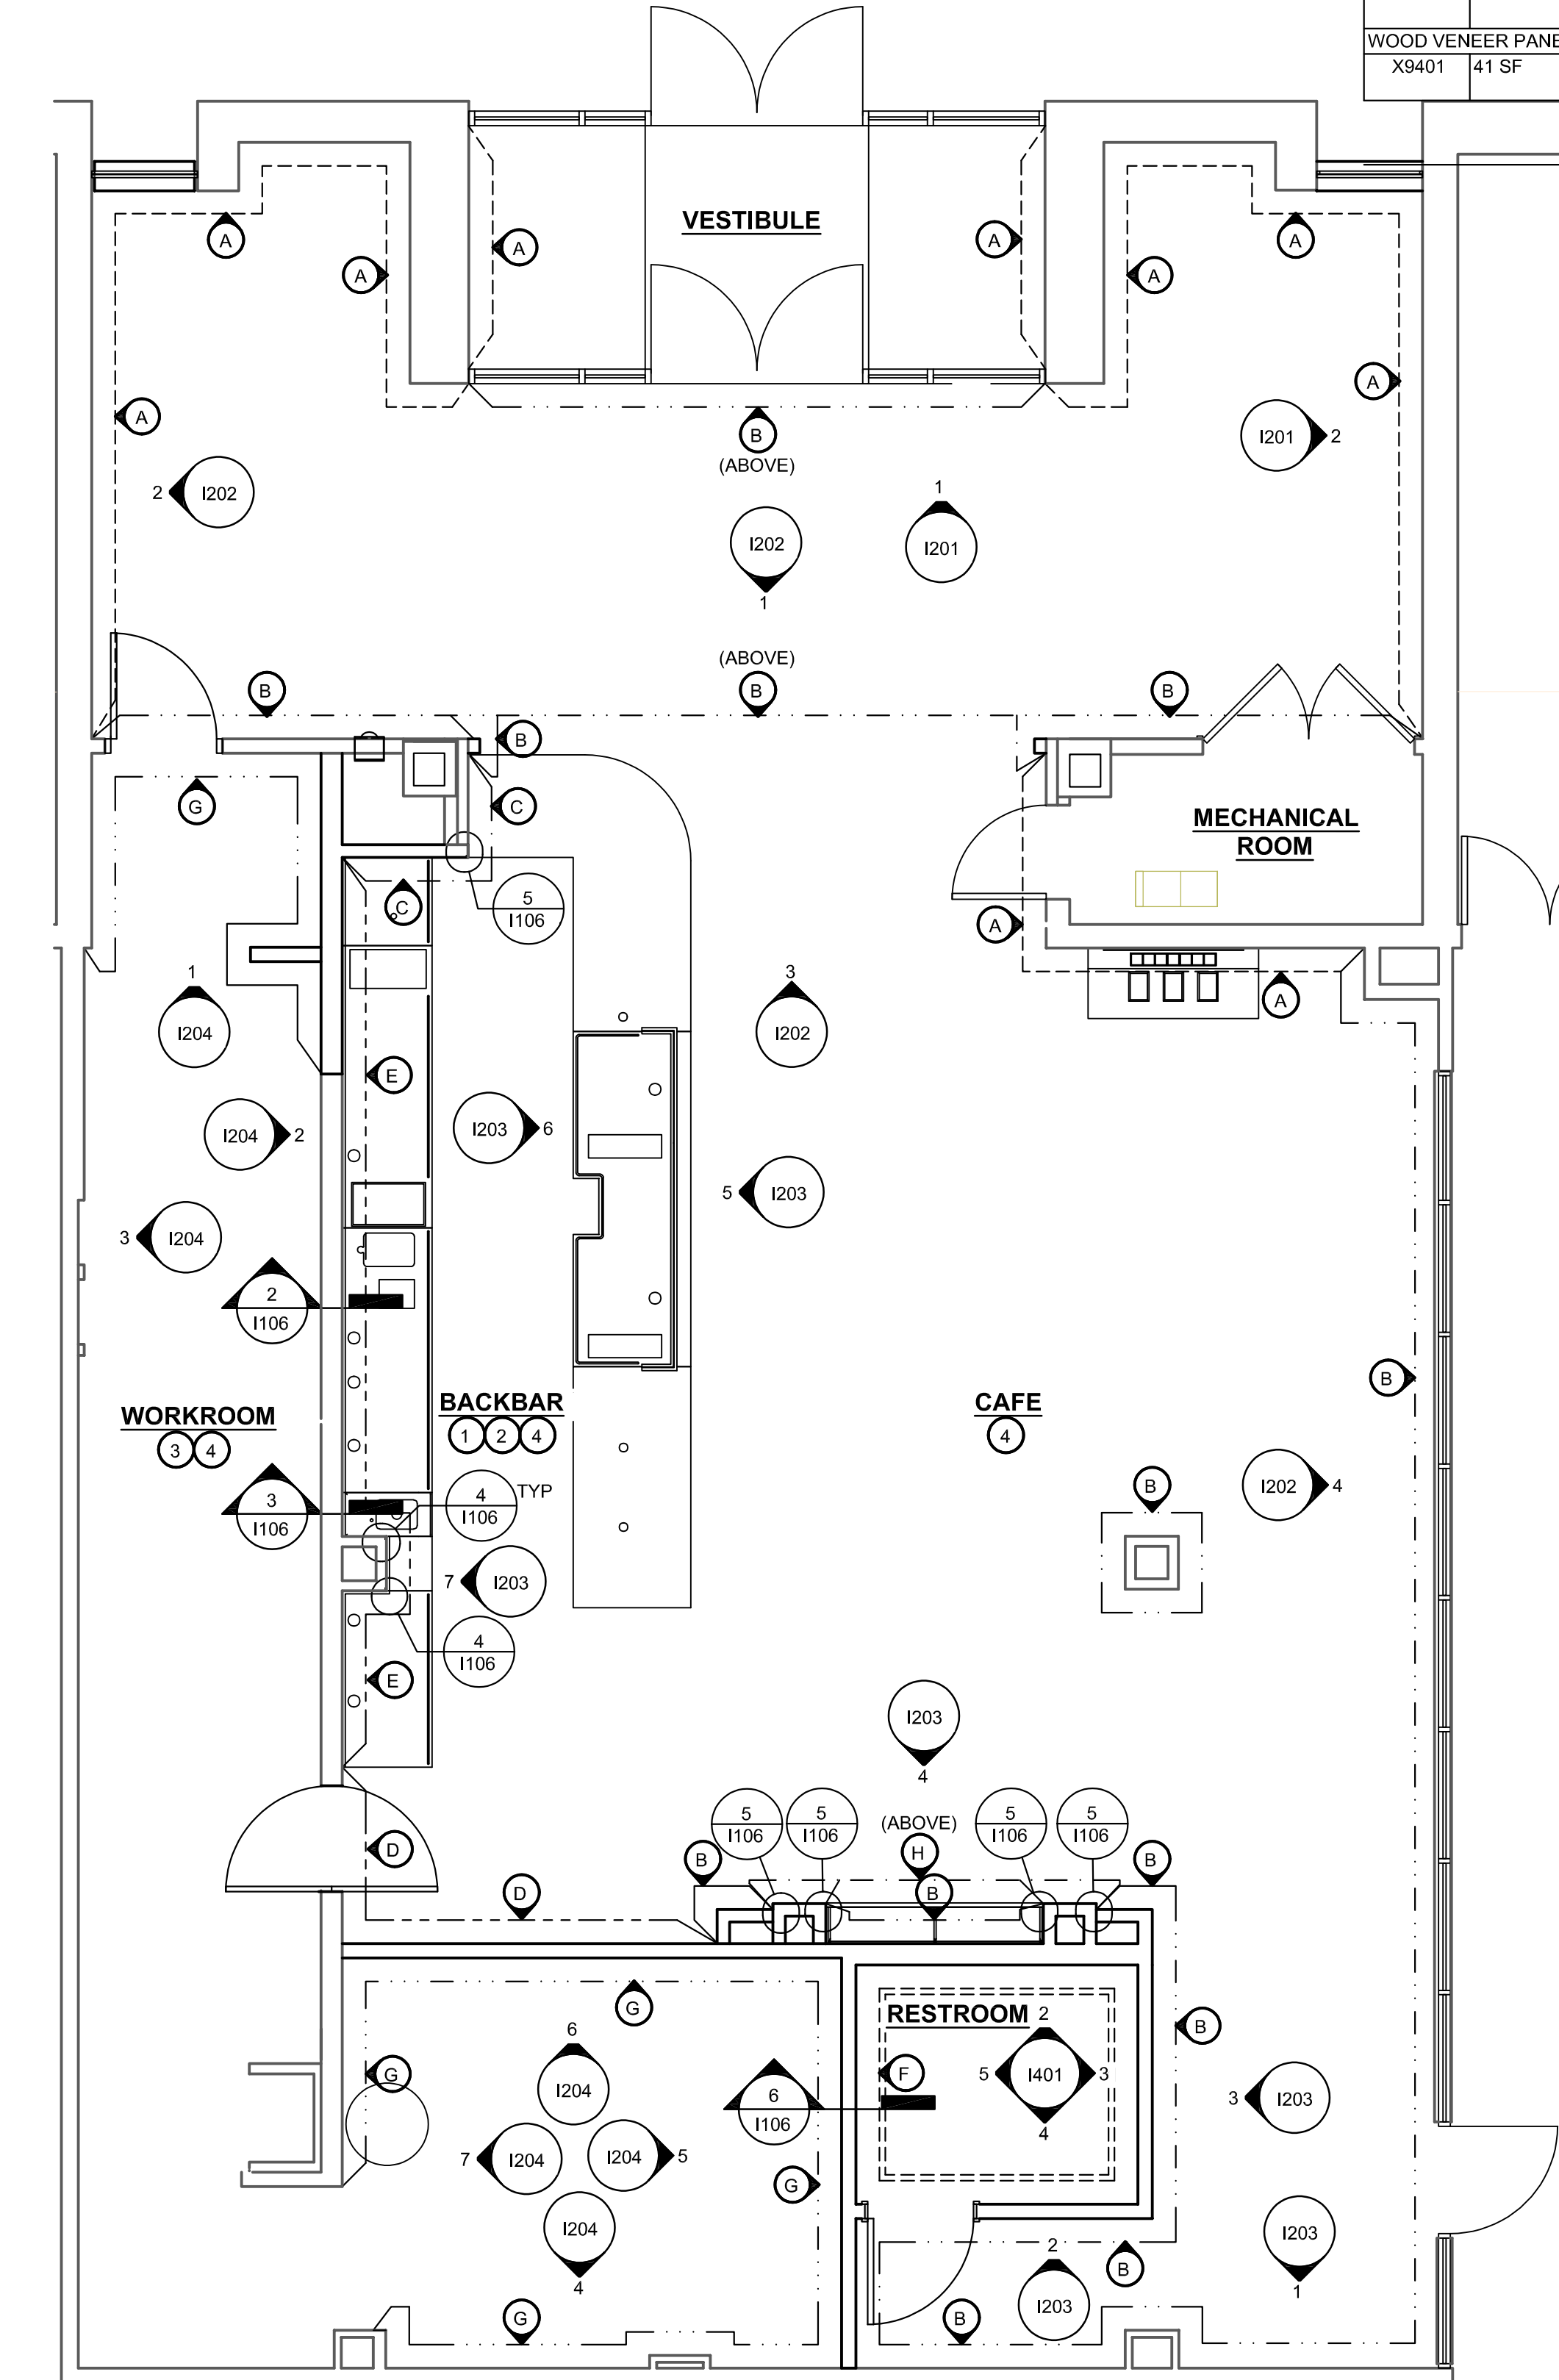 WOOD VENEER PANE
X9401 41 SF
VESTIBULE
A
A
A
A
A
A
A
A
B
(ABOVE)
I201 2
2 I202
1
I201
I202
1
(ABOVE)
B
B
B
B
C
G
MECHANICAL
ROOM
C
5
I106
A
A
1
I204
3
I202
E
I203 6
I204 2
5 I203
3 I204
2
I106
B
WORKROOM
3 4
BACKBAR
1 2 4
CAFE
4
3
I106
4
I106
TYP
B
I202 4
7 I203
4
I106
E
I203
4
5
I106
5
I106
(ABOVE)
H
5
I106
5
I106
D
B
B
B
D
G
RESTROOM
2
B
G
6
I204
F
5 I401 3
4
6
I106
3 I203
7 I204
I204 5
G
I204
4
I203
1
2
I203
B
G
B